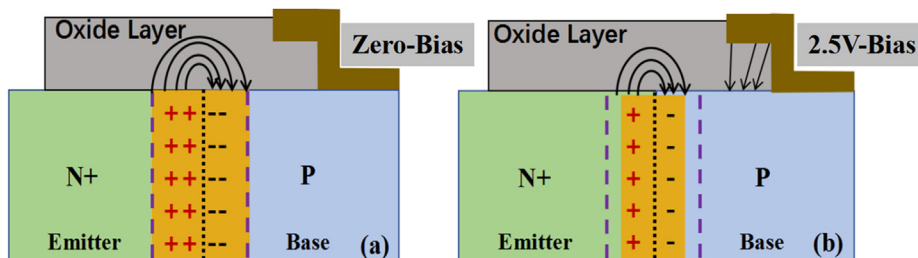 Oxide Layer
Zero-Bias
++ --
++ --
N+ ++ -- P
++ --
Emitter ++ -- Base (a)
Oxide Layer
2.5V-Bias
+ -
+ -
N+ + - P
+ -
Emitter + - Base (b)